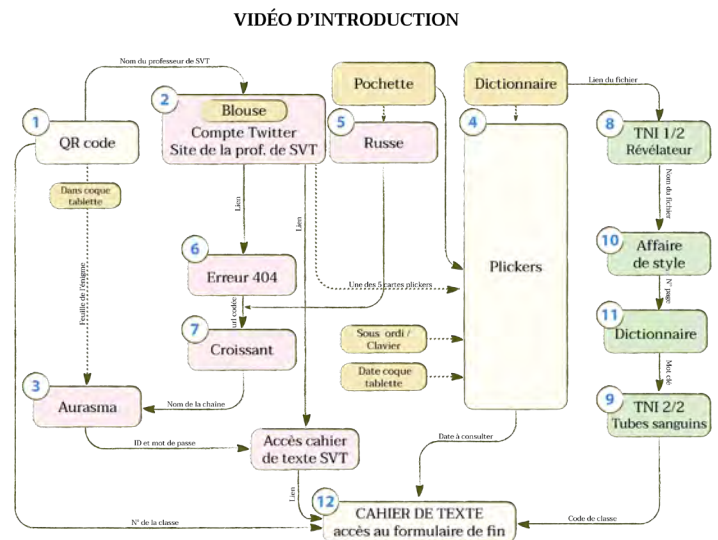 VIDÉO D'INTRODUCTION
Nom du professeur de SVT
Pochette
Dictionnaire
Lien du fichier
1
QR code
2
Blouse
Compte Twitter
Site de la prof. de SVT
5
Russe
4
Plickers
8
TNI 1/2
Révélateur
Dans coque
tablette
Lien
Lien
Nom du fichier
6
Erreur 404
Une des 5 cartes plickers
10
Affaire
de style
Feuille de l'énigme
url codée
N° page
7
Croissant
Sous ordi /
Clavier
11
Dictionnaire
Date coque
tablette
Mot clé
3
Aurasma
Nom de la chaîne
9
TNI 2/2
Tubes sanguins
ID et mot de passe
Accès cahier
de texte SVT
Date à consulter
Lien
12
CAHIER DE TEXTE
accès au formulaire de fin
N° de la classe
Code de classe